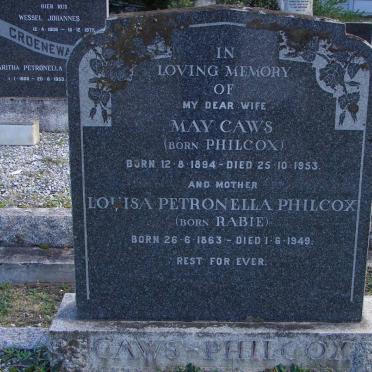 HIER RUS
WESSEL JOHANNES
GROENEWA
ARITHA PETRONELLA
IN
LOVING MEMORY
OF
MY DEAR WIFE
MAY CAWS
(BORN PHILCOX)
BORN 12-8-1894 - DIED 25-10-1953.
AND MOTHER
LOUISA PETRONELLA PHILCOX
(BORN RABIE)
BORN 26-6-1863 - DIED 1-6-1949.
REST FOR EVER.
CAWS-PHILCOX